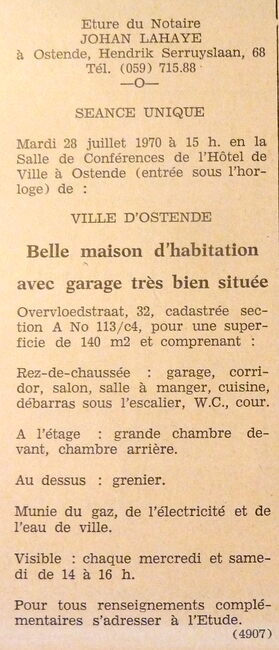 Eture du Notaire
JOHAN LAHAYE
à Ostende, Hendrik Serruyslaan, 68
Tél. (059) 715.88
—O—
SEANCE UNIQUE
Mardi 28 juillet 1970 à 15 h. en la
Salle de Conférences de l'Hôtel de
Ville à Ostende (entrée sous l'hor-
loge) de :
VILLE D'OSTENDE
Belle maison d'habitation
avec garage très bien située
Overvloedstraat, 32, cadastrée sec-
tion A No 113/c4, pour une super-
ficie de 140 m2 et comprenant :
Rez-de-chaussée : garage, corri-
dor, salon, salle à manger, cuisine,
débarras sous l'escalier, W.C., cour.
A l'étage : grande chambre de-
vant, chambre arrière.
Au dessus : grenier.
Munie du gaz, de l'électricité et de
l'eau de ville.
Visible : chaque mercredi et same-
di de 14 à 16 h.
Pour tous renseignements complé-
mentaires s'adresser à l'Etude.
(4907)